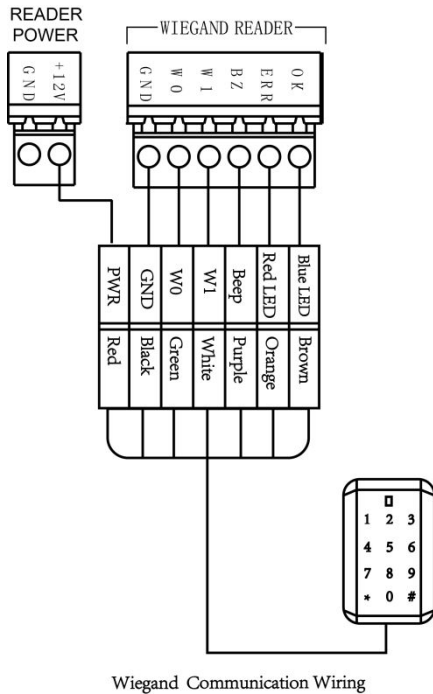 READER
POWER
WIEGAND READER
GND
+12V
GND
W0
W1
BZ
ERR
OK
PWR
GND
W0
W1
Beep
Red LED
Blue LED
Red
Black
Green
White
Purple
Orange
Brown
1 2 3
4 5 6
7 8 9
* 0 #
Wiegand Communication Wiring